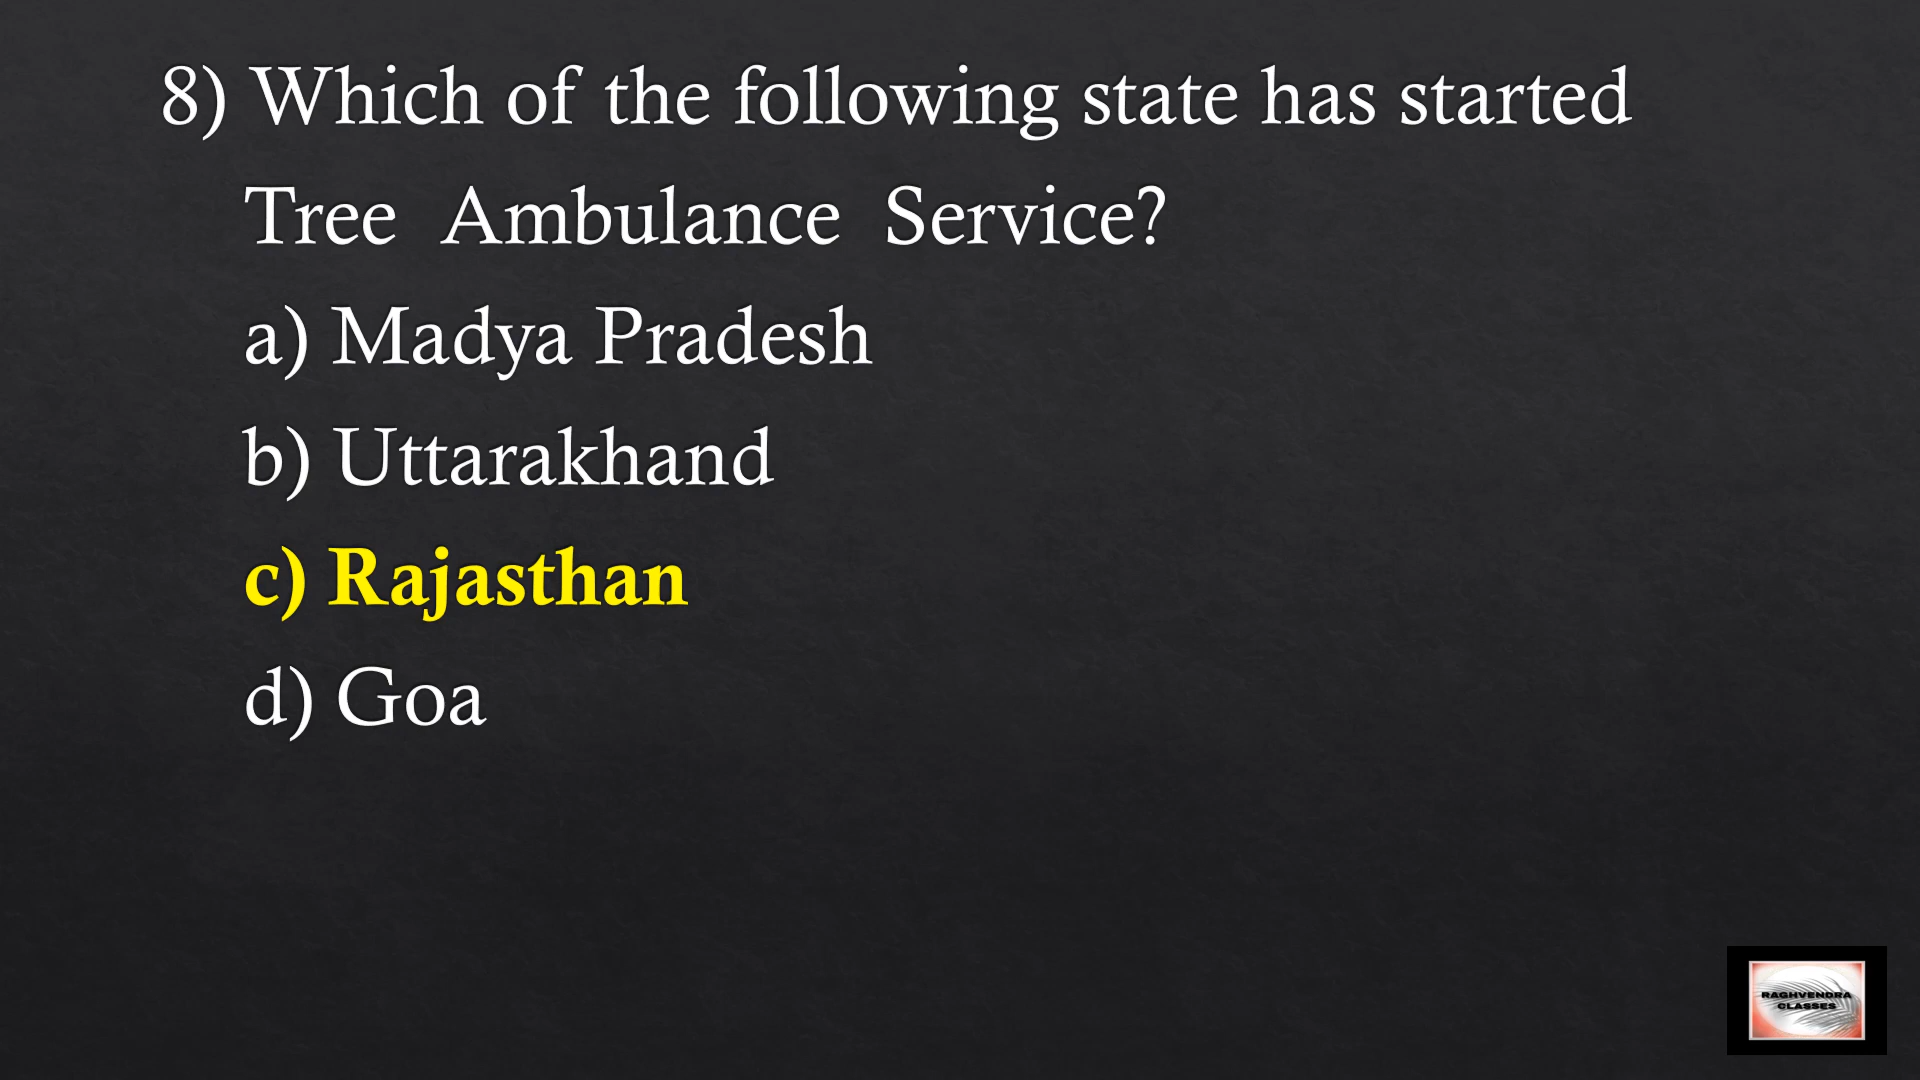 8) Which of the following state has started
Tree Ambulance Service?
a) Madya Pradesh
b) Uttarakhand
c) Rajasthan
d) Goa
RAGHVENDRA
CLASSES